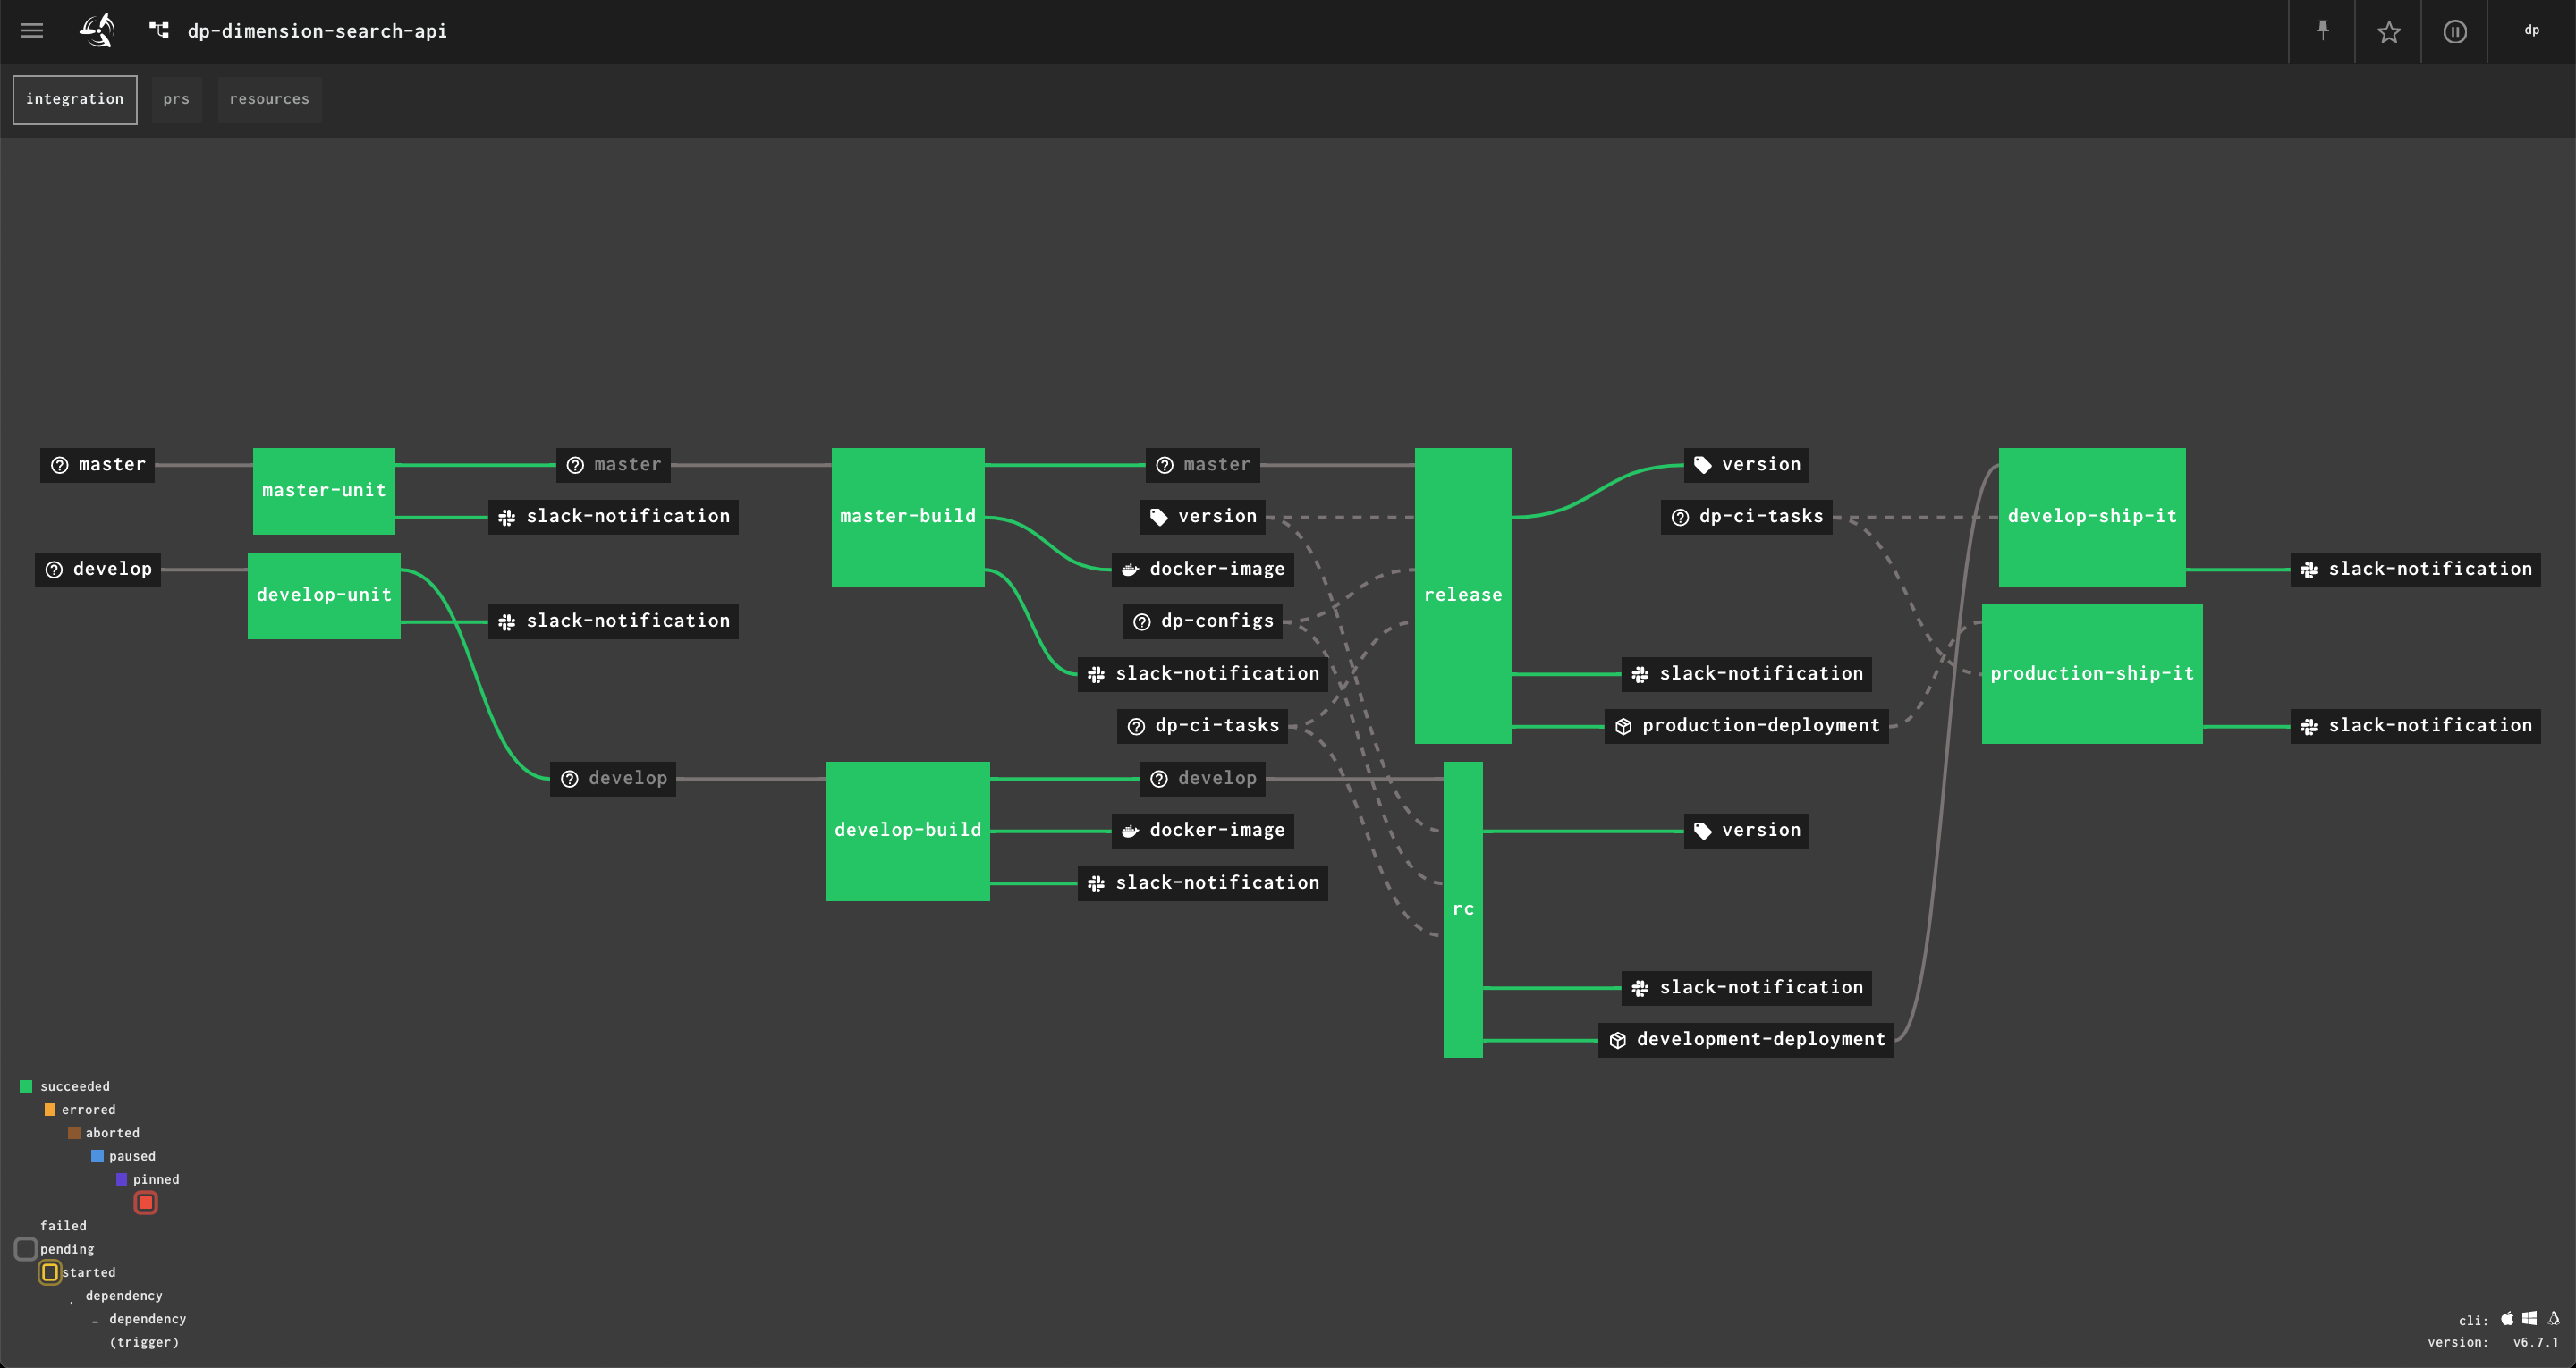 dp-dimension-search-api
dp
integration
prs
resources
master
master-unit
master
master-build
master
release
version
develop-ship-it
slack-notification
version
dp-ci-tasks
develop
develop-unit
docker-image
slack-notification
slack-notification
dp-configs
production-ship-it
slack-notification
slack-notification
dp-ci-tasks
production-deployment
slack-notification
develop
develop-build
develop
rc
docker-image
version
slack-notification
slack-notification
development-deployment
succeeded
errored
aborted
paused
pinned
failed
pending
started
dependency
dependency
(trigger)
cli:
version: v6.7.1